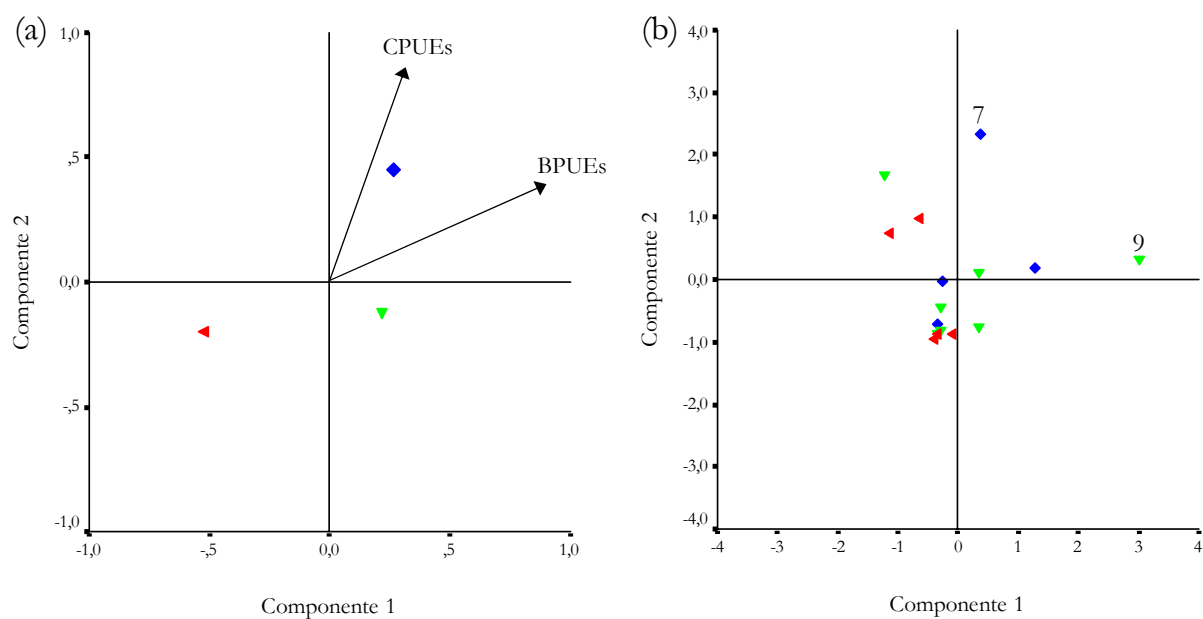 (a)
1,0
,5
0,0
-,5
-1,0
Componente 2
CPUEs
BPUEs
-1,0 -,5 0,0 ,5 1,0
Componente 1
(b)
4,0
3,0
2,0
1,0
0,0
-1,0
-2,0
-3,0
-4,0
Componente 2
7
9
-4 -3 -2 -1 0 1 2 3 4
Componente 1